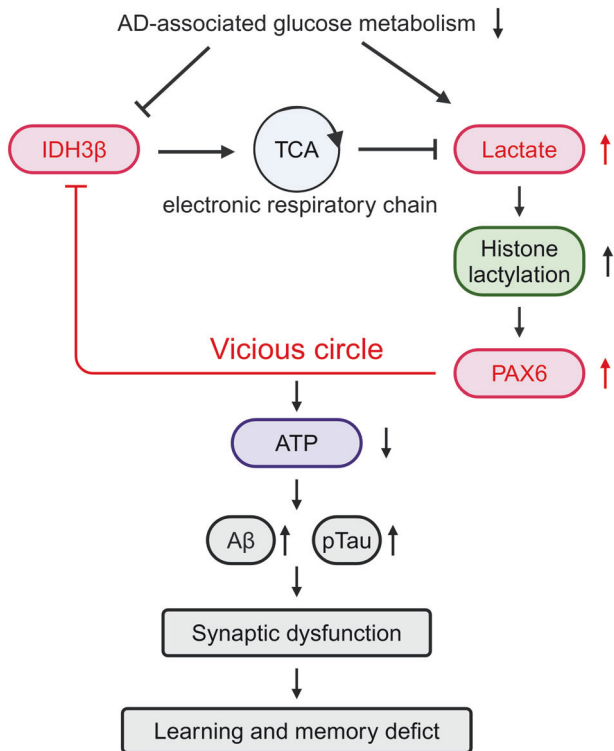 AD-associated glucose metabolism ↓
IDH3β
TCA
Lactate ↑
electronic respiratory chain
Histone
lactylation ↑
Vicious circle
PAX6 ↑
ATP ↓
Aβ ↑ pTau ↑
Synaptic dysfunction
Learning and memory defict